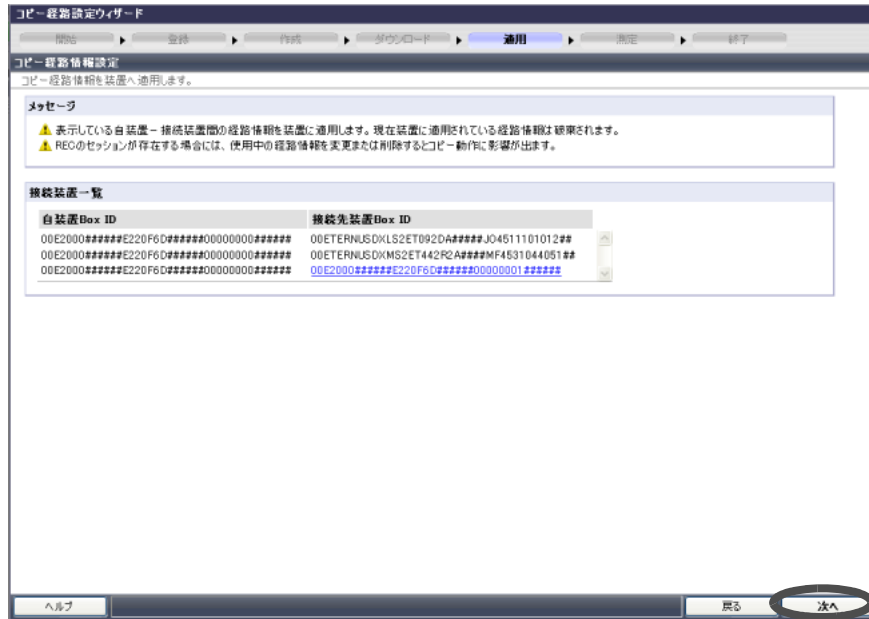 コピー経路設定ウィザード
開始 ▶ 登録 ▶ 作成 ▶ ダウンロード ▶ 適用 ▶ 測定 ▶ 終了
コピー経路情報設定
コピー経路情報を装置へ適用します。
メッセージ
表示している自装置－接続装置間の経路情報を装置に適用します。現在装置に適用されている経路情報は破棄されます。
RECのセッションが存在する場合には、使用中の経路情報を変更または削除するとコピー動作に影響が出ます。
接続装置一覧
自装置Box ID 接続先装置Box ID
00E2000######E220F6D######00000000###### 00ETERNUSDXLS2ET092DA#####JO4511101012##
00E2000######E220F6D######00000000###### 00ETERNUSDXMS2ET442R2A####MF4531044051##
00E2000######E220F6D######00000000###### 00E2000######E220F6D######00000001######
ヘルプ 戻る 次へ